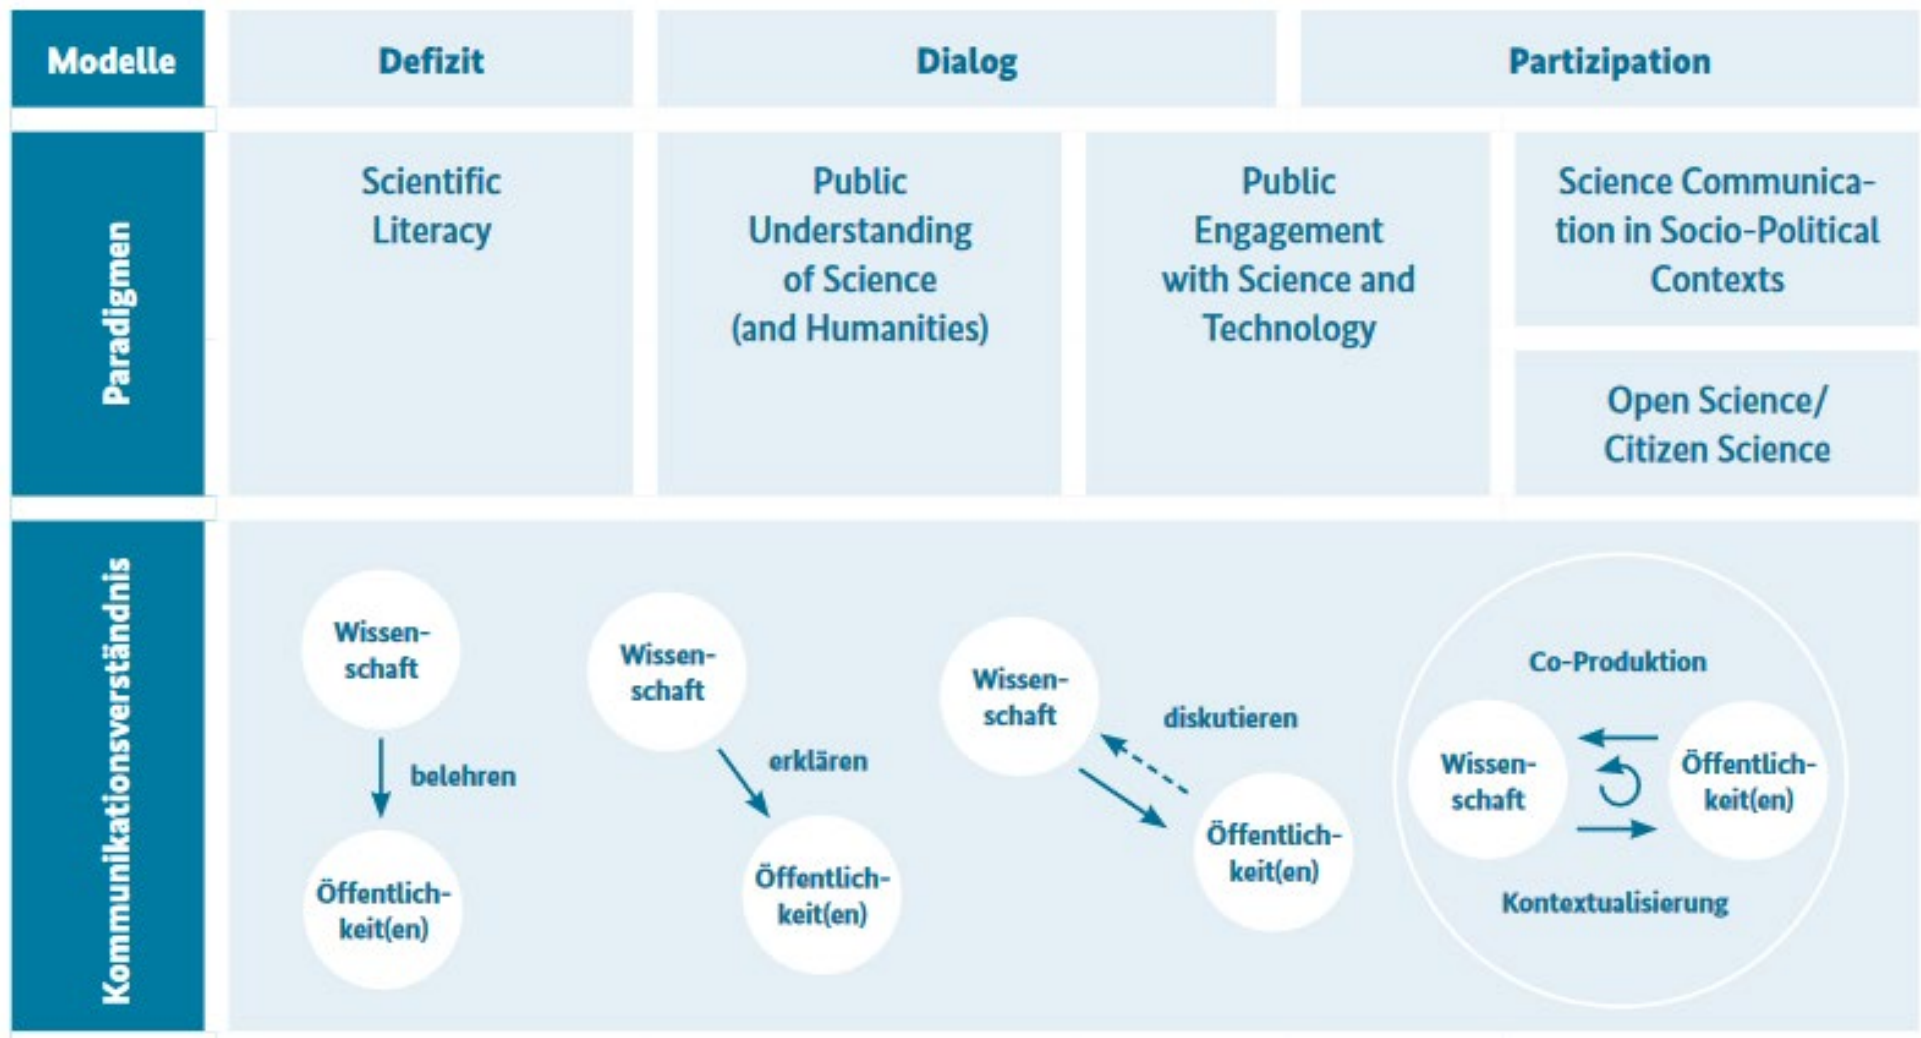 Modelle
Defizit
Dialog
Partizipation
Paradigmen
Scientific
Literacy
Public
Understanding
of Science
(and Humanities)
Public
Engagement
with Science and
Technology
Science Communica-
tion in Socio-Political
Contexts
Open Science/
Citizen Science
Kommunikationsverständnis
Wissen-
schaft
belehren
Öffentlich-
keit(en)
Wissen-
schaft
erklären
Öffentlich-
keit(en)
Wissen-
schaft
diskutieren
Öffentlich-
keit(en)
Co-Produktion
Wissen-
schaft
Öffentlich-
keit(en)
Kontextualisierung